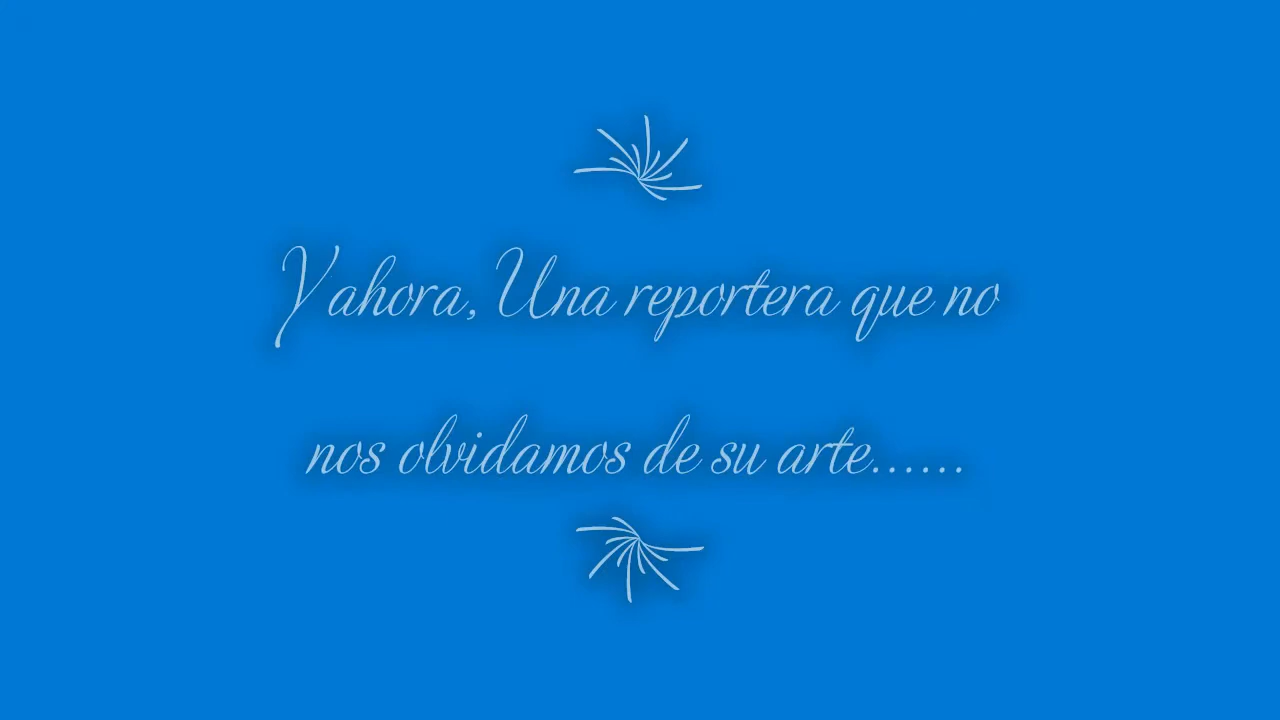 Y ahora, Una reportera que no
nos olvidamos de su arte......